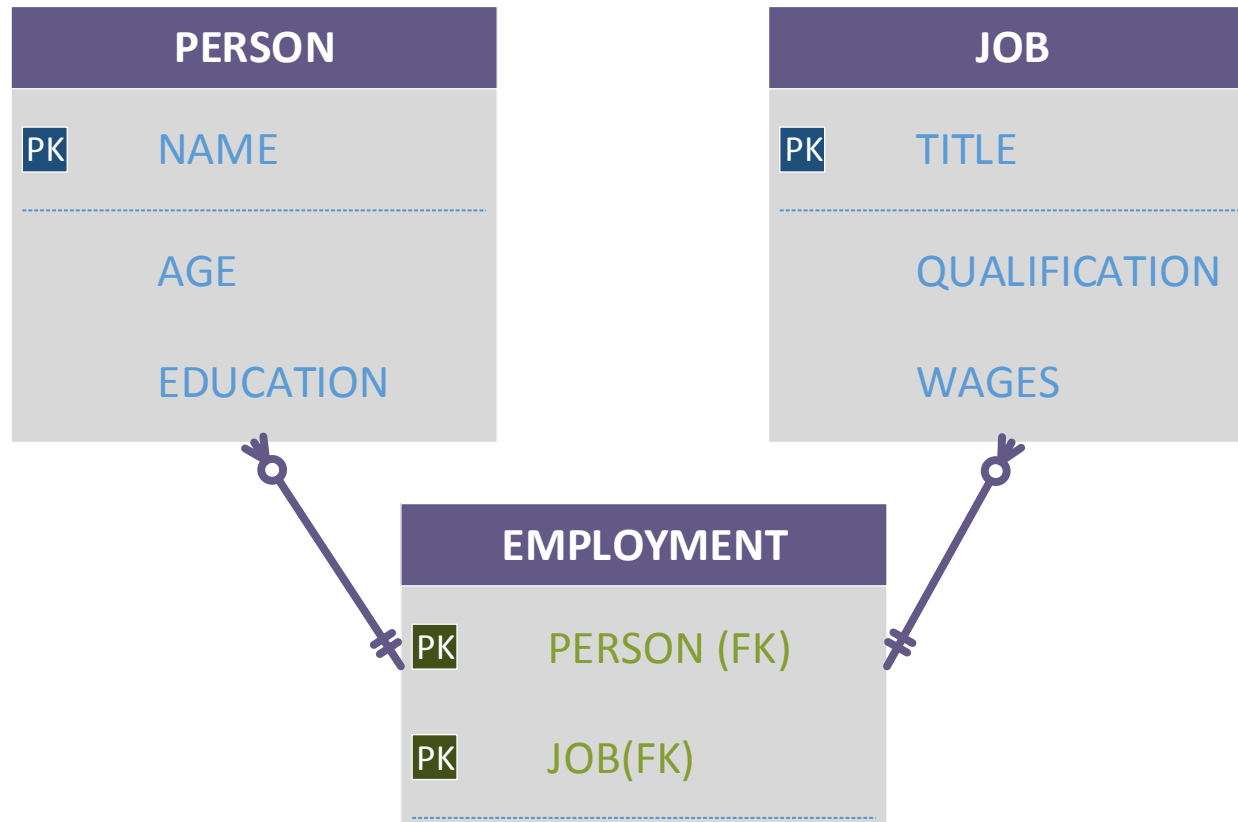 PERSON
PK NAME
AGE
EDUCATION
JOB
PK TITLE
QUALIFICATION
WAGES
EMPLOYMENT
PK PERSON (FK)
PK JOB(FK)